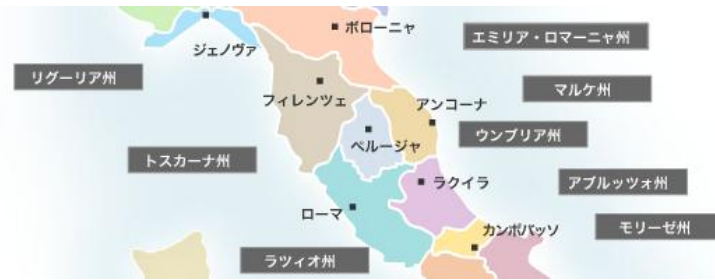 ボローニャ
エミリア・ロマーニャ州
ジェノヴァ
リグーリア州
フィレンツェ
マルケ州
アンコーナ
ウンブリア州
ペルージャ
トスカーナ州
ラクイラ
アブルッツォ州
ローマ
モリーゼ州
カンポバッソ
ラツィオ州